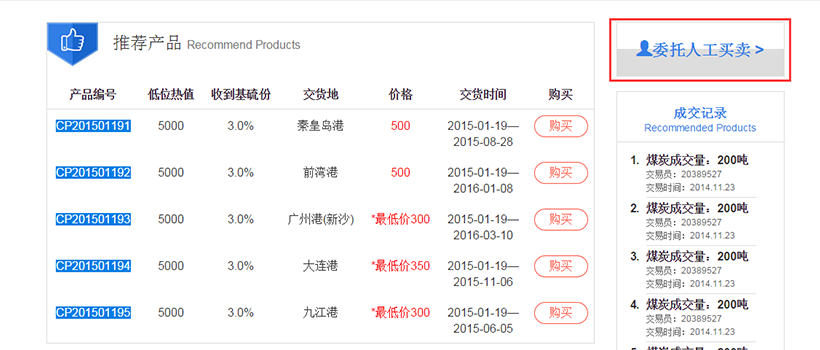 推荐产品 Recommend Products
产品编号 低位热值 收到基硫份 交货地 价格 交货时间 购买
CP201501191 5000 3.0% 秦皇岛港 500 2015-01-19—
2015-08-28 购买
CP201501192 5000 3.0% 前湾港 500 2015-01-19—
2016-01-08 购买
CP201501193 5000 3.0% 广州港(新沙) *最低价300 2015-01-19—
2016-03-10 购买
CP201501194 5000 3.0% 大连港 *最低价350 2015-01-19—
2015-11-06 购买
CP201501195 5000 3.0% 九江港 *最低价300 2015-01-19—
2015-06-05 购买
委托人工买卖 >
成交记录
Recommended Products
1. 煤炭成交量：200吨
交易员：20389527
交易时间：2014.11.23
2. 煤炭成交量：200吨
交易员：20389527
交易时间：2014.11.23
3. 煤炭成交量：200吨
交易员：20389527
交易时间：2014.11.23
4. 煤炭成交量：200吨
交易员：20389527
交易时间：2014.11.23